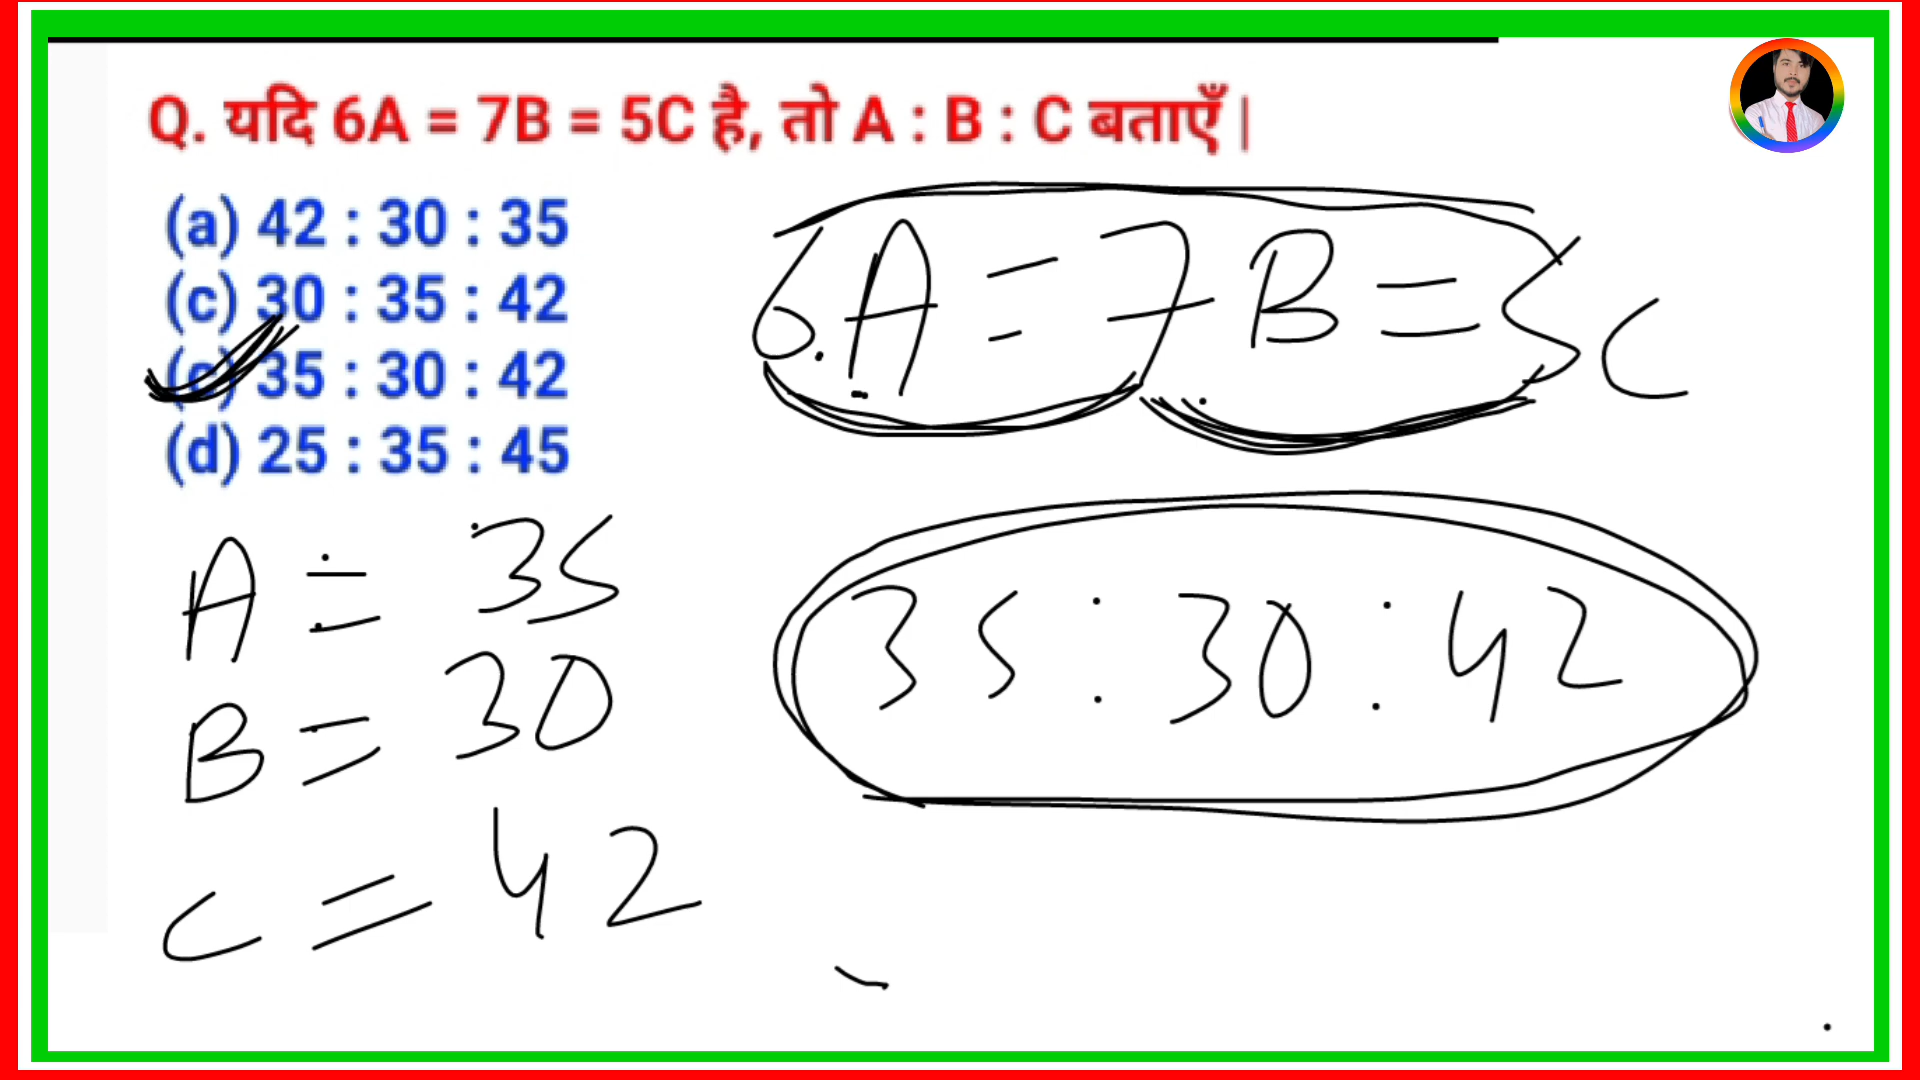 Q. यदि 6A = 7B = 5C है, तो A : B : C बताएँ |
(a) 42 : 30 : 35
(c) 30 : 35 : 42
(c) 35 : 30 : 42
(d) 25 : 35 : 45
6A = 7B = 5C
A = 35
B = 30
C = 42
35 : 30 : 42